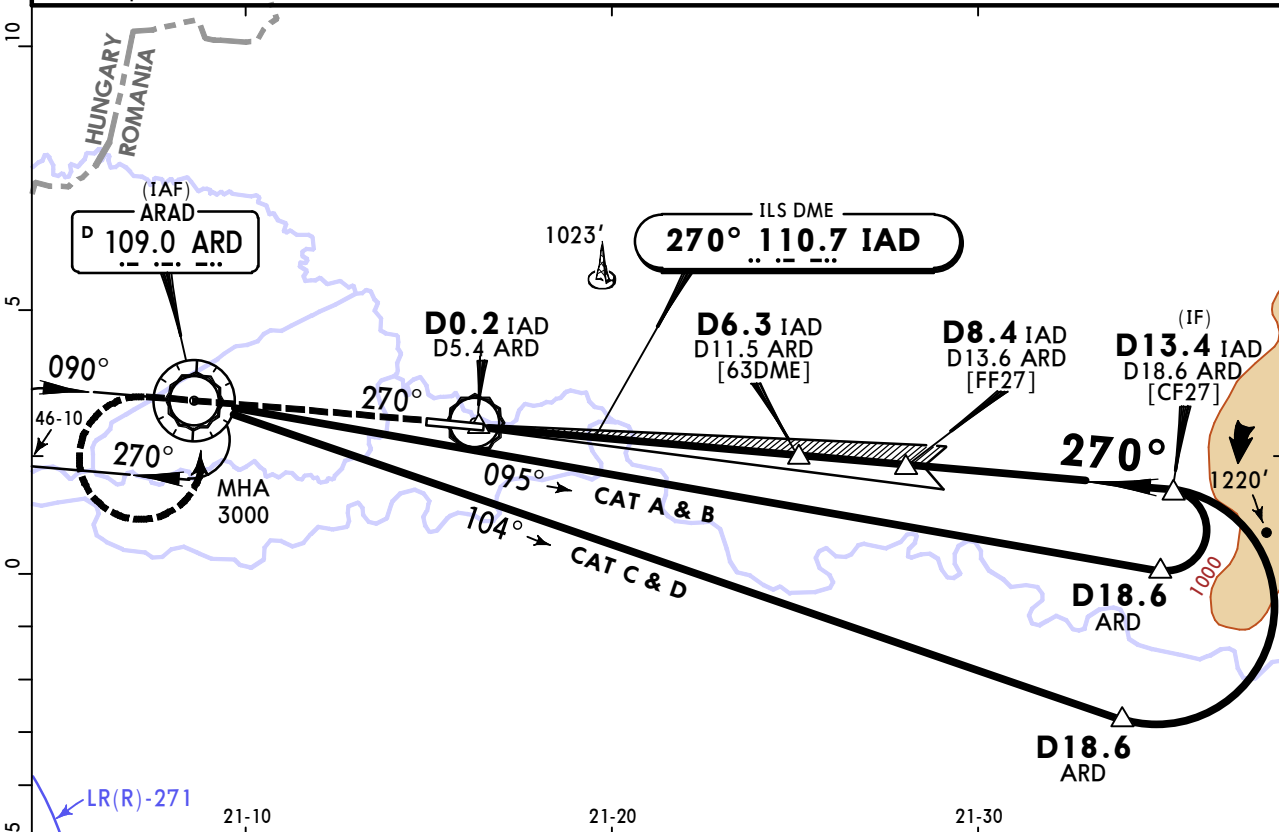 10
HUNGARY
ROMANIA
(IAF)
ARAD
D 109.0 ARD
ILS DME
270° 110.7 IAD
1023'
5
D0.2 IAD
D5.4 ARD
D6.3 IAD
D11.5 ARD
[63DME]
D8.4 IAD
D13.6 ARD
[FF27]
(IF)
D13.4 IAD
D18.6 ARD
[CF27]
090°
270°
46-10
270°
MHA
3000
270°
1220'
095°
CAT A & B
104°
CAT C & D
0
D18.6
ARD
1000
D18.6
ARD
LR(R)-271
5
21-10
21-20
21-30